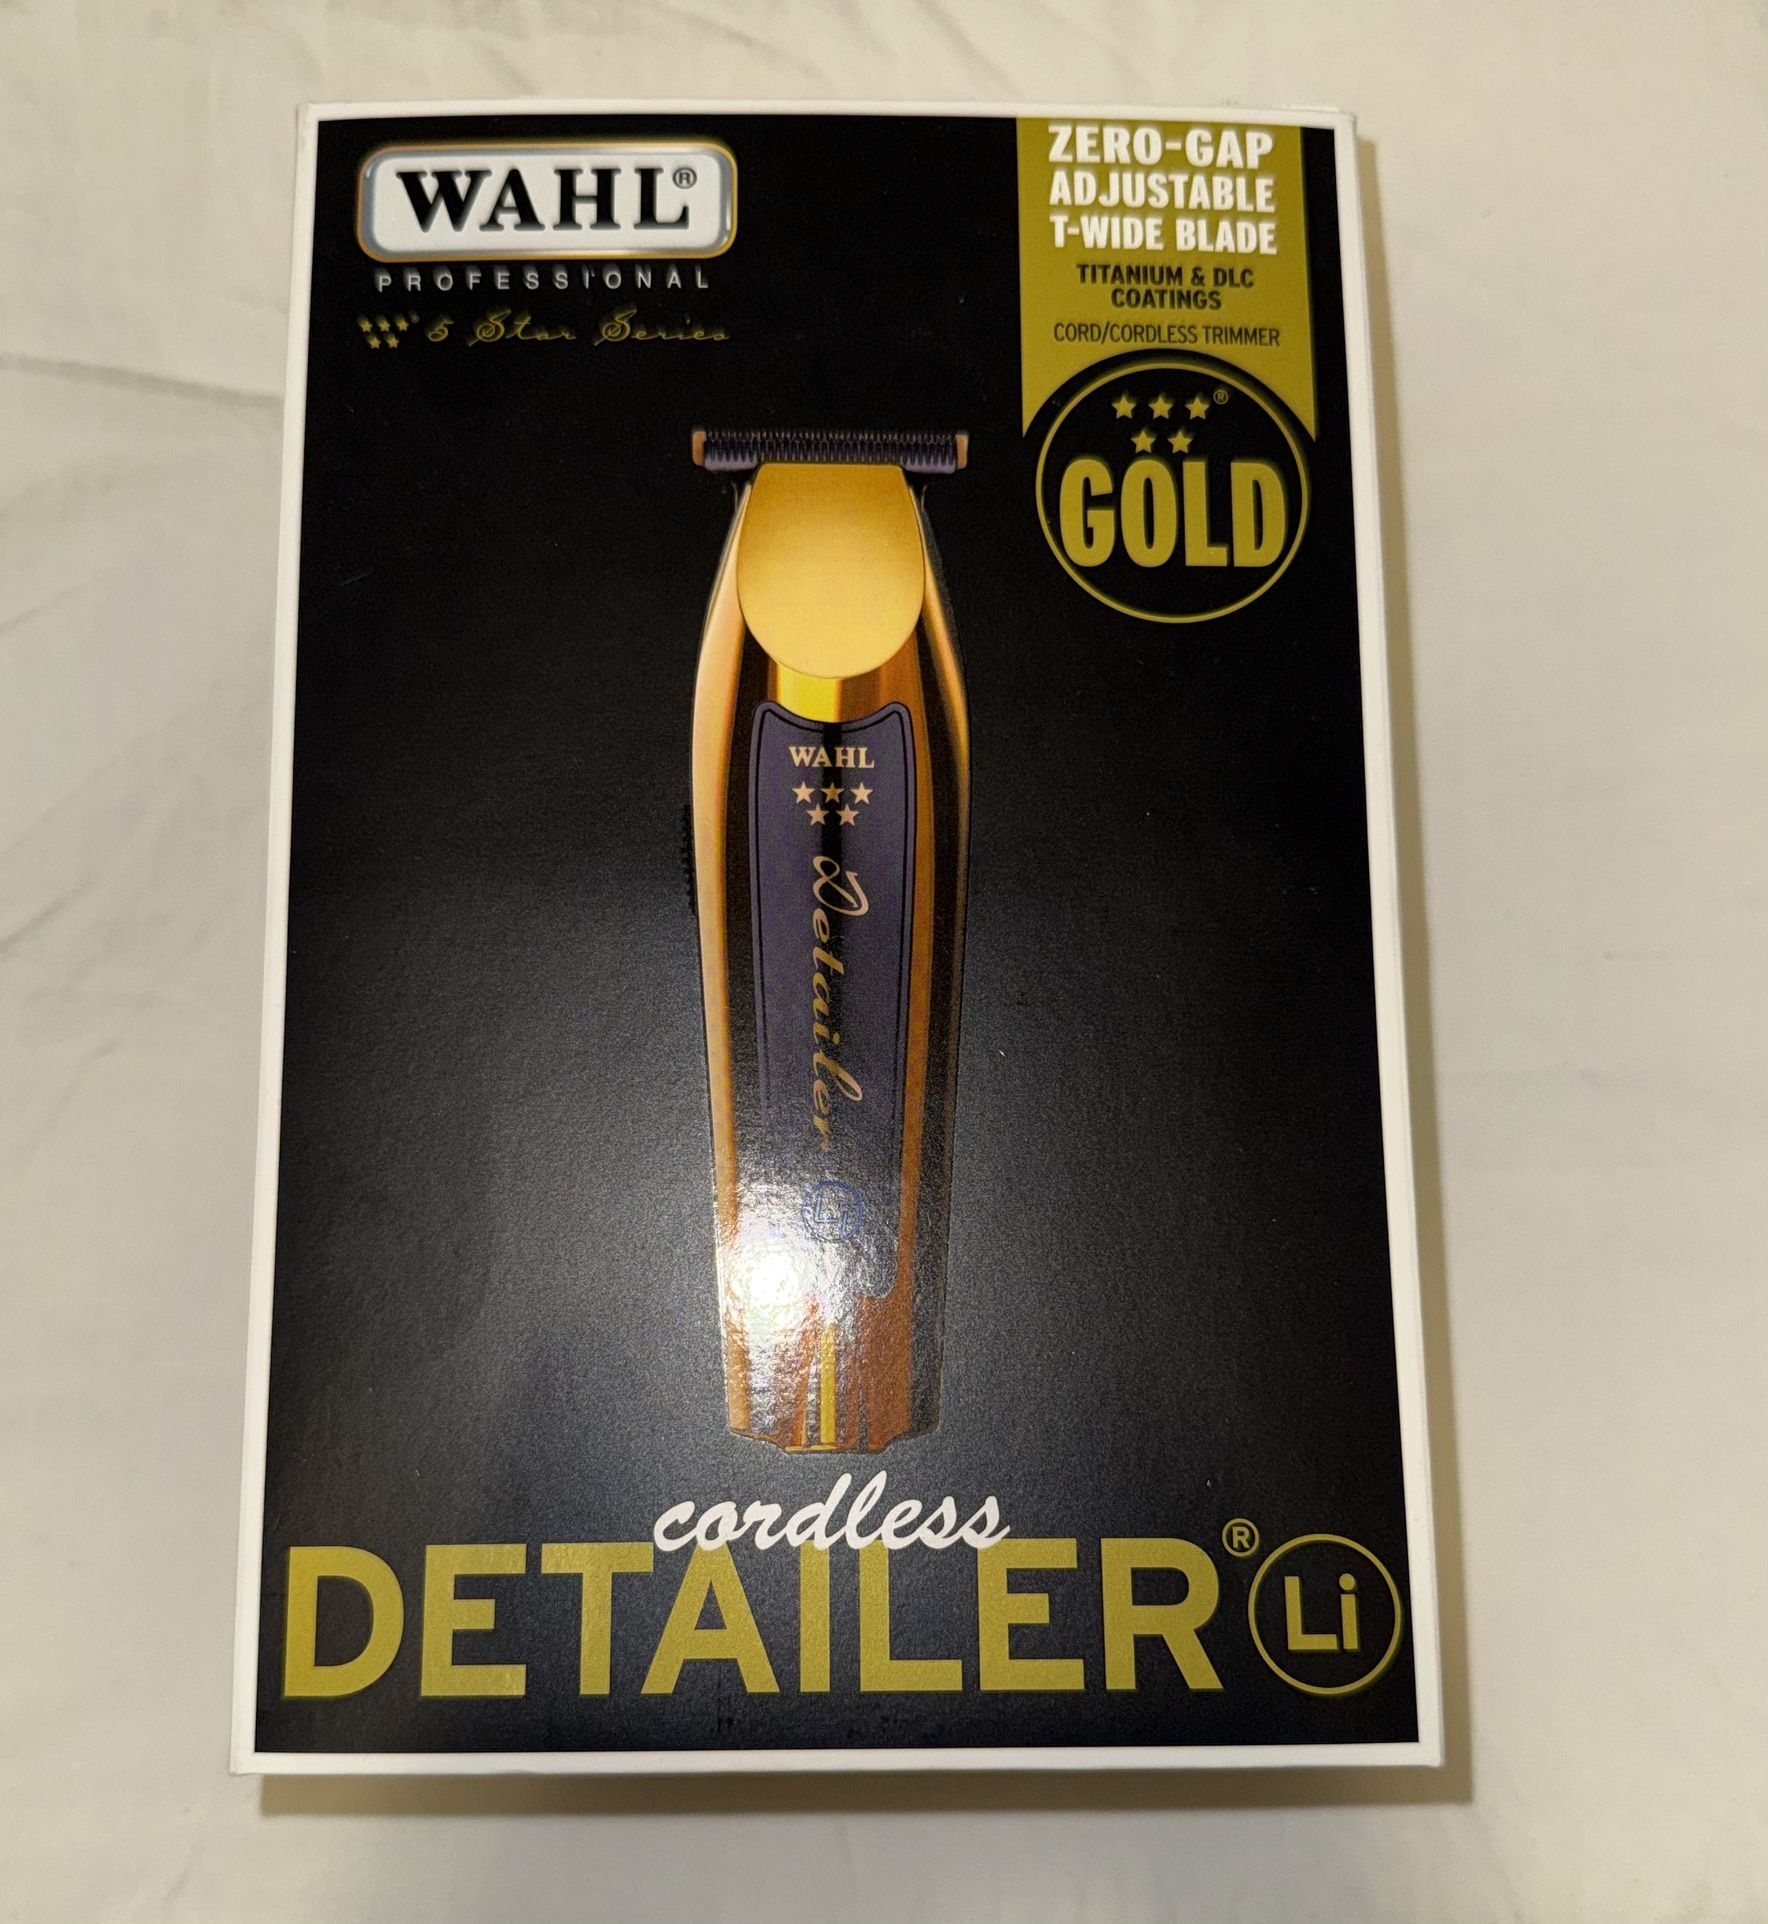 WAHL®
PROFESSIONAL
® 5 Star Series
ZERO-GAP
ADJUSTABLE
T-WIDE BLADE
TITANIUM & DLC
COATINGS
CORD/CORDLESS TRIMMER
®
GOLD
WAHL
Detailer
Li
cordless
DETAILER® Li